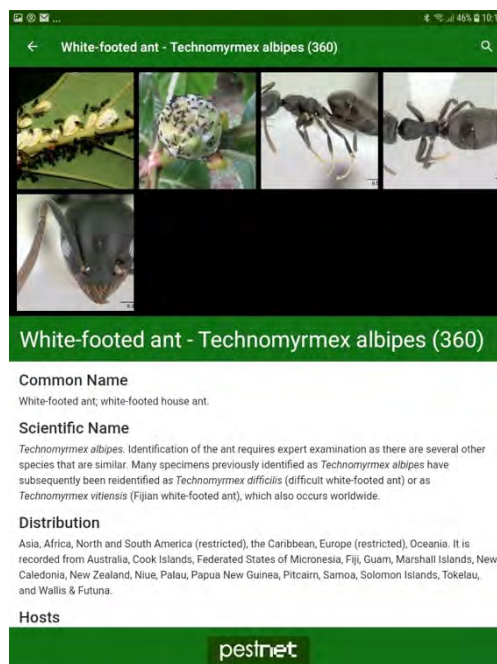 46% 10:1
White-footed ant - Technomyrmex albipes (360)
White-footed ant - Technomyrmex albipes (360)
Common Name
White-footed ant; white-footed house ant.
Scientific Name
Technomyrmex albipes. Identification of the ant requires expert examination as there are several other
species that are similar. Many specimens previously identified as Technomyrmex albipes have
subsequently been reidentified as Technomyrmex difficilis (difficult white-footed ant) or as
Technomyrmex vitiensis (Fijian white-footed ant), which also occurs worldwide.
Distribution
Asia, Africa, North and South America (restricted), the Caribbean, Europe (restricted), Oceania. It is
recorded from Australia, Cook Islands, Federated States of Micronesia, Fiji, Guam, Marshall Islands, New
Caledonia, New Zealand, Niue, Palau, Papua New Guinea, Pitcairn, Samoa, Solomon Islands, Tokelau,
and Wallis & Futuna.
Hosts
pestnet